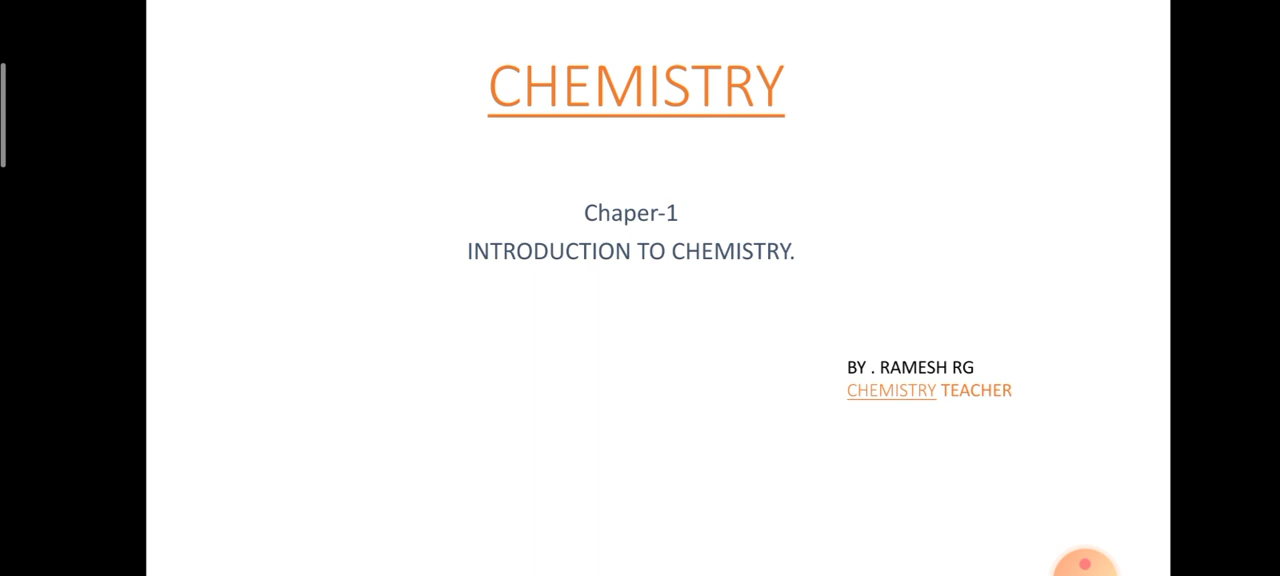 CHEMISTRY
Chaper-1
INTRODUCTION TO CHEMISTRY.
BY . RAMESH RG
CHEMISTRY TEACHER